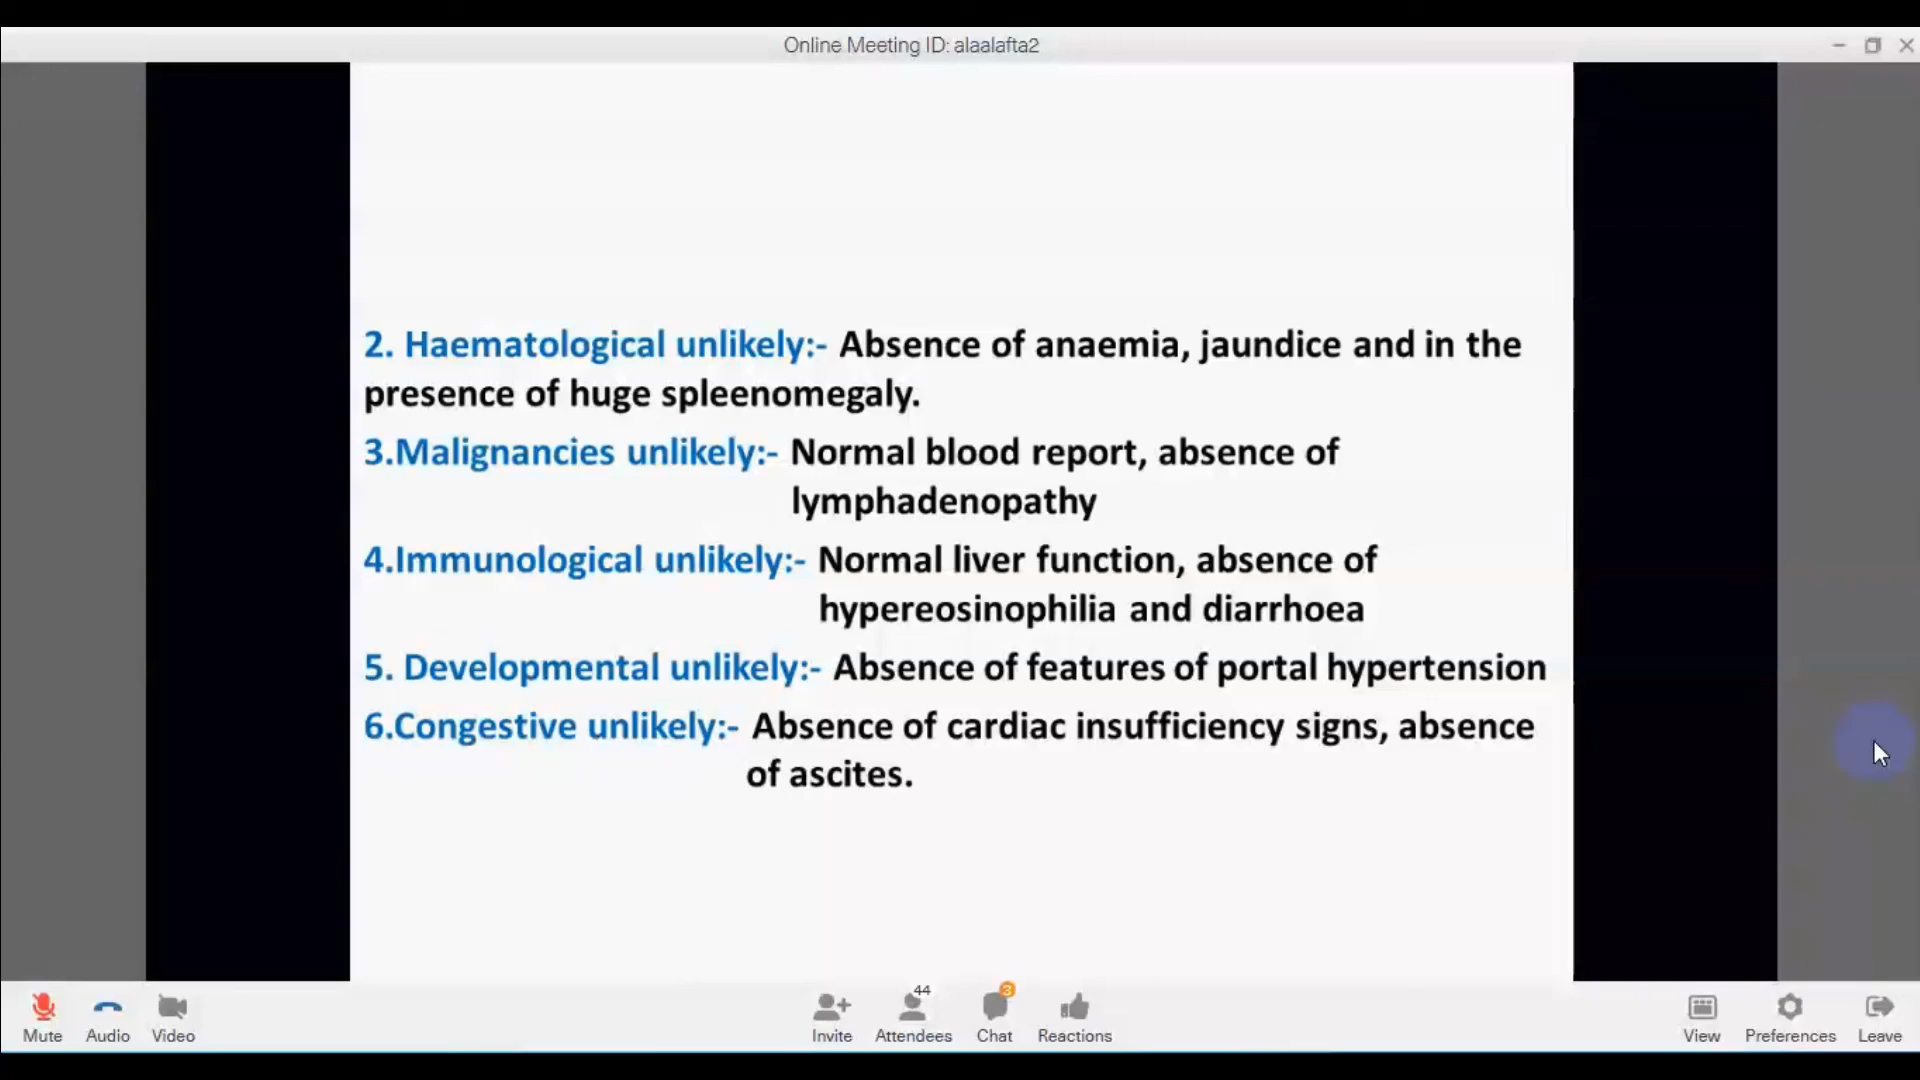 Online Meeting ID: alaalafta2
2. Haematological unlikely:- Absence of anaemia, jaundice and in the
presence of huge spleenomegaly.
3.Malignancies unlikely:- Normal blood report, absence of
lymphadenopathy
4.Immunological unlikely:- Normal liver function, absence of
hypereosinophilia and diarrhoea
5. Developmental unlikely:- Absence of features of portal hypertension
6.Congestive unlikely:- Absence of cardiac insufficiency signs, absence
of ascites.
44
3
Mute Audio Video Invite Attendees Chat Reactions View Preferences Leave